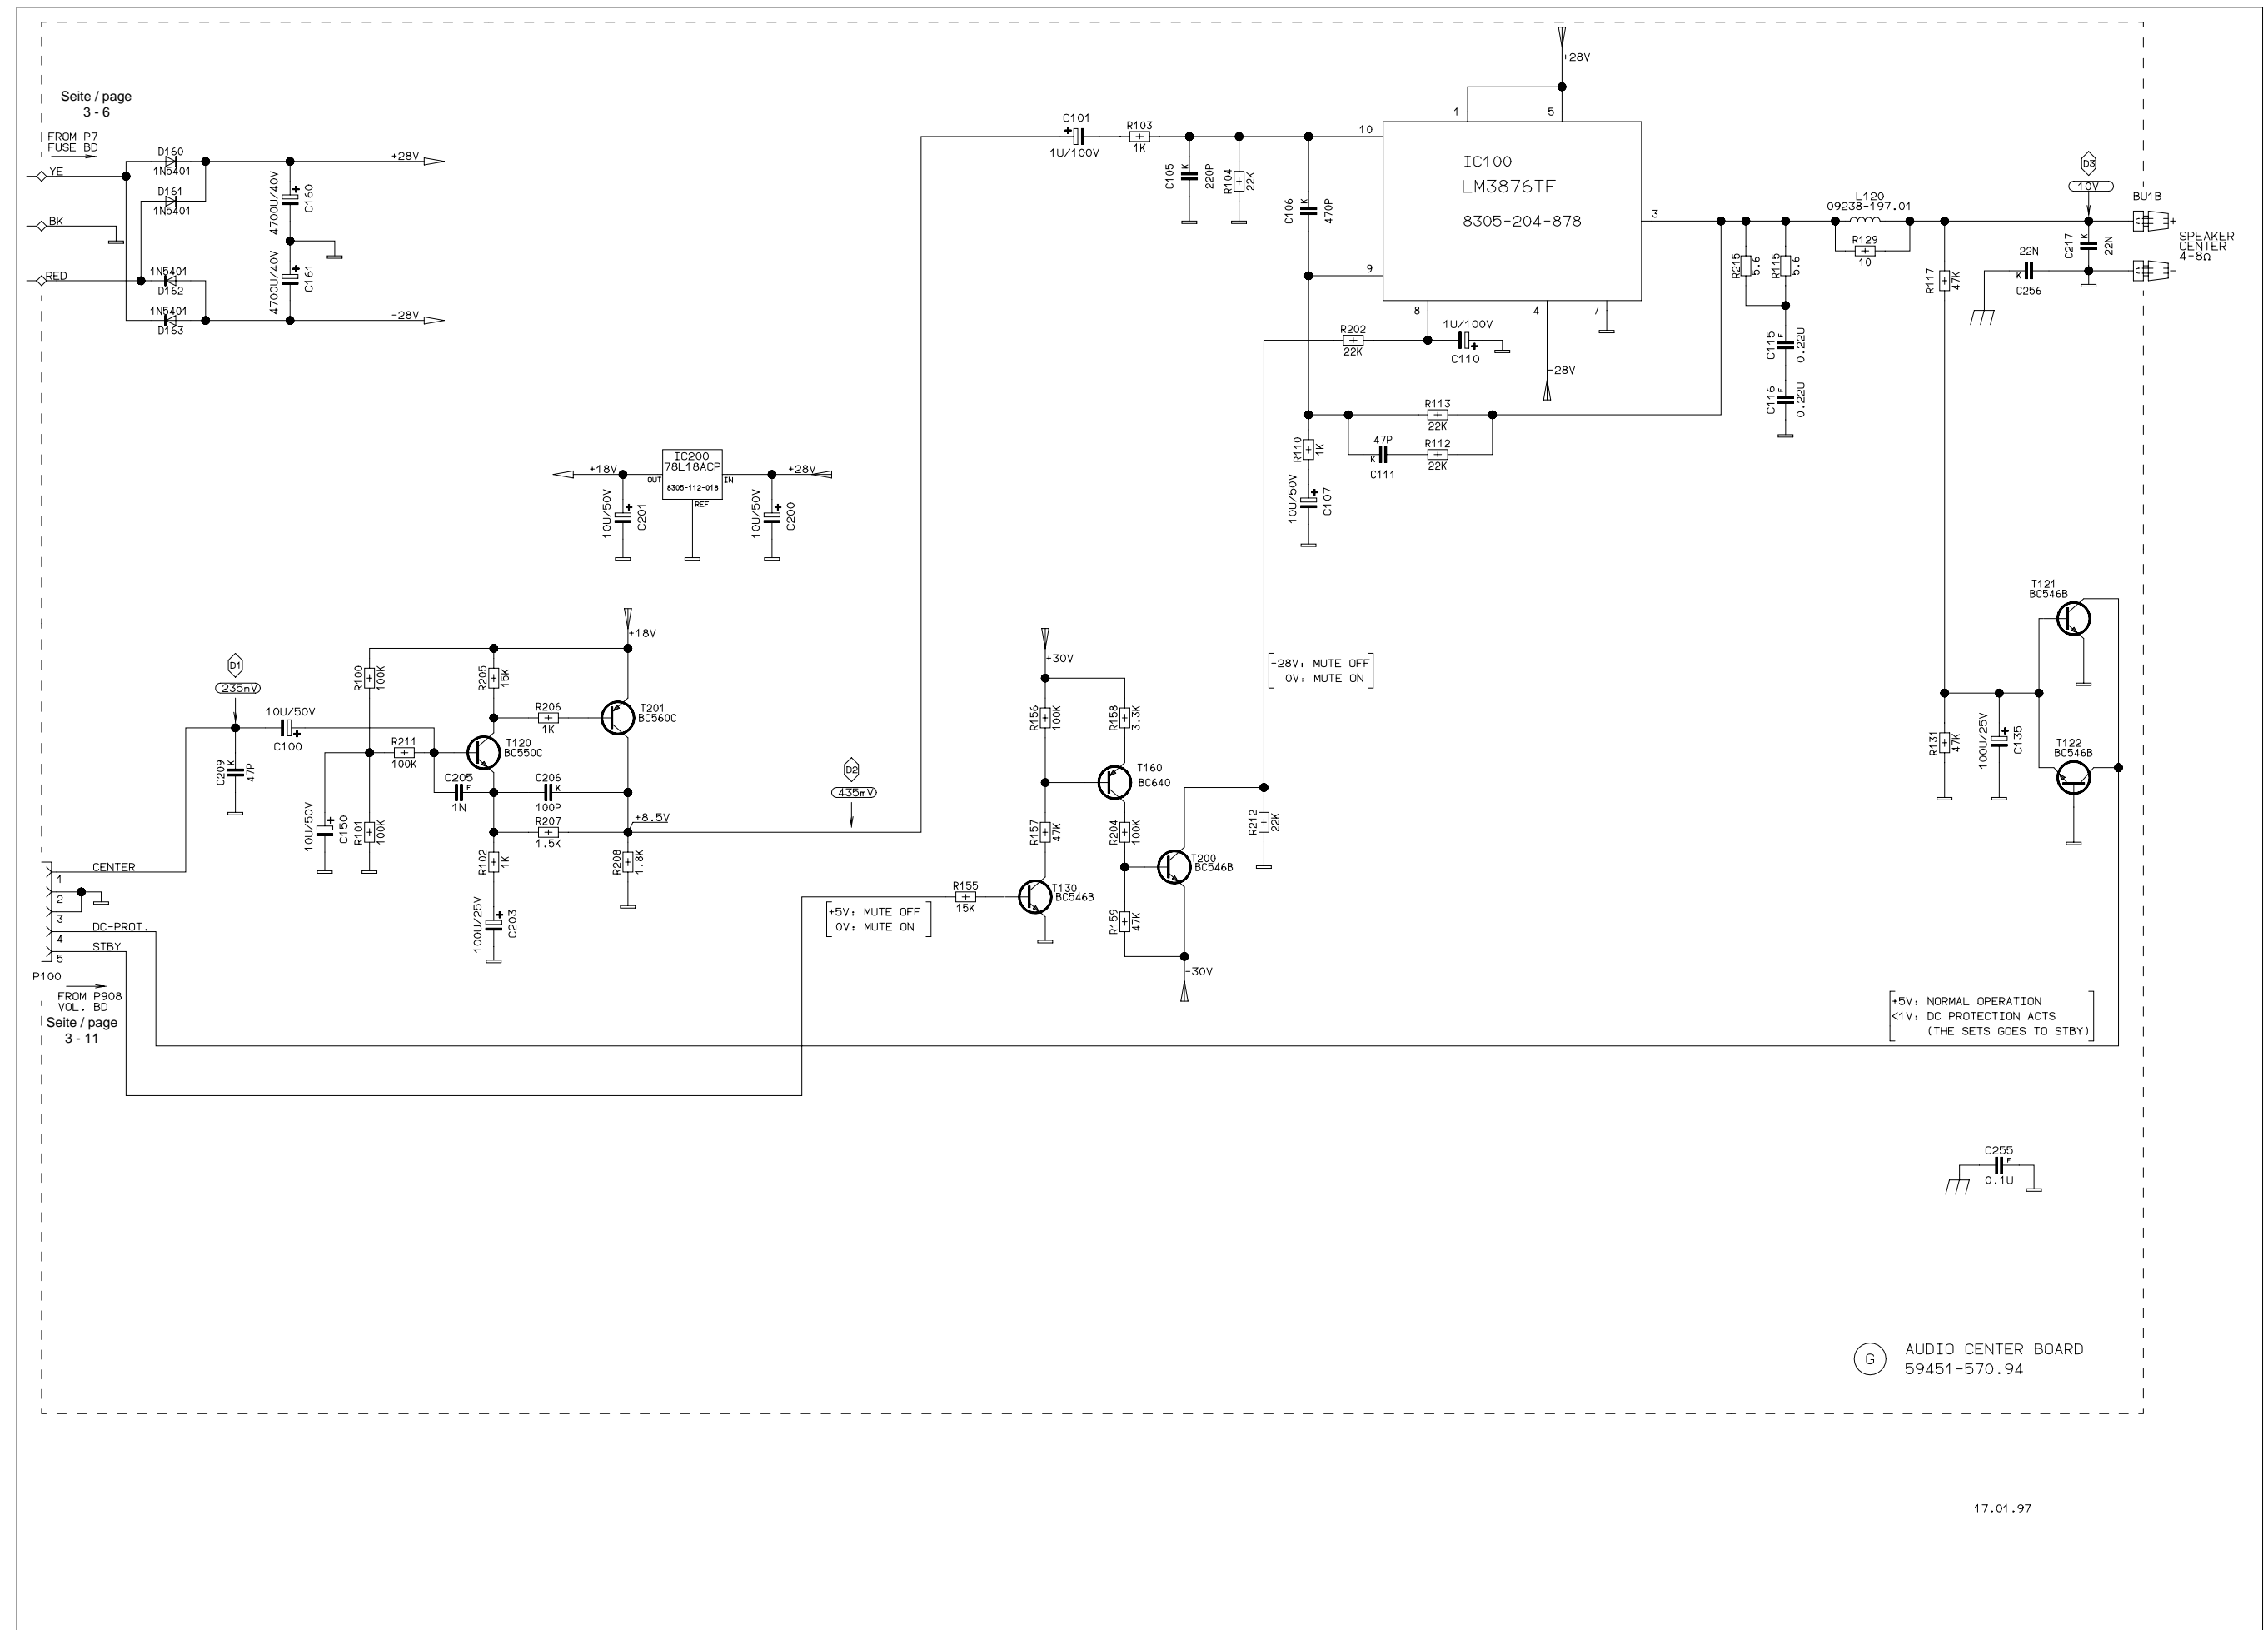 Seite / page
3 - 6
FROM P7
FUSE BD
YE
BK
RED
D160
1N5401
D161
1N5401
1N5401
D162
1N5401
D163
4700U/40V
C160
4700U/40V
C161
+28V
-28V
+18V
OUT
IC200
78L18ACP
8305-112-018
IN
REF
+28V
10U/50V
C201
10U/50V
C200
C101
1U/100V
R103
1K
C105
K
220P
R104
22K
C106
K
470P
+28V
1
5
10
9
8
4
7
3
IC100
LM3876TF
8305-204-878
R202
22K
1U/100V
C110
-28V
R113
22K
47P
K
C111
R112
22K
R110
1K
10U/50V
C107
R215
5.6
R115
5.6
C115
F
0.22U
C116
F
0.22U
L120
09238-197.01
R129
10
R117
47K
D3
10V
BU1B
C217
K
22N
22N
K
C256
+
-
SPEAKER
CENTER
4-8Ω
D1
235mV
C209
K
47P
10U/50V
C100
R100
100K
R211
100K
10U/50V
C150
R101
100K
R205
15K
R206
1K
+18V
T201
BC560C
T120
BC550C
C205
F
1N
C206
K
100P
R207
1.5K
+8.5V
R102
1K
R208
1.8K
100U/25V
C203
D2
435mV
+30V
R156
100K
R158
3.3K
T160
BC640
R157
47K
R204
100K
R212
22K
T200
BC546B
R155
15K
T130
BC546B
R159
47K
-30V
+5V: MUTE OFF
0V: MUTE ON
-28V: MUTE OFF
0V: MUTE ON
T121
BC546B
T122
BC546B
R131
47K
100U/25V
C135
CENTER
1
2
3
DC-PROT.
4
STBY
5
P100
FROM P908
VOL. BD
Seite / page
3 - 11
+5V: NORMAL OPERATION
<1V: DC PROTECTION ACTS
(THE SETS GOES TO STBY)
C255
F
0.1U
G
AUDIO CENTER BOARD
59451-570.94
17.01.97